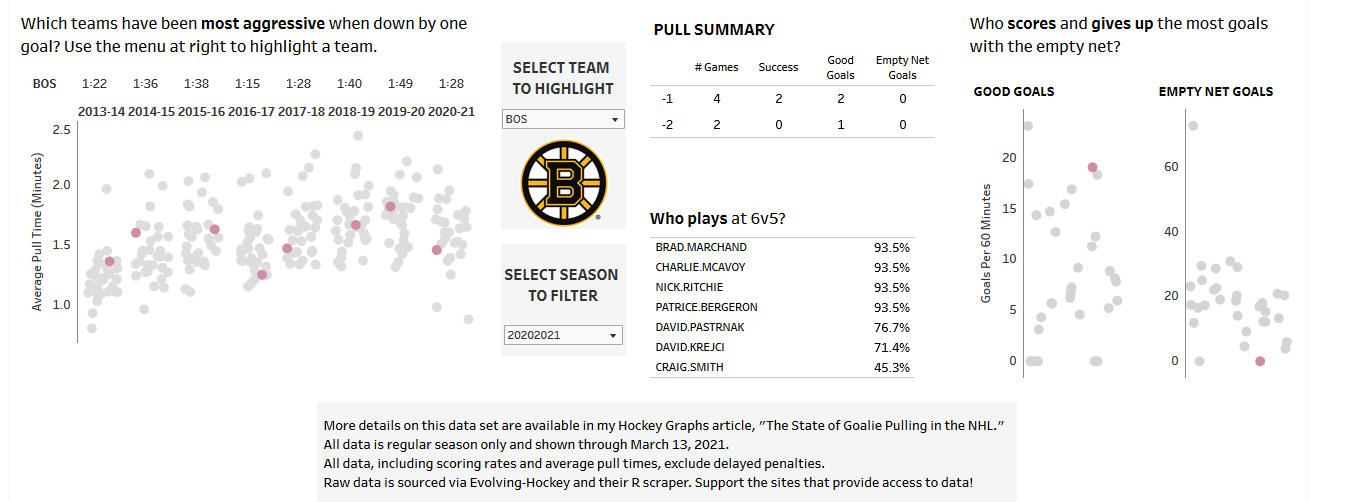 Which teams have been most aggressive when down by one
goal? Use the menu at right to highlight a team.
BOS 1:22 1:36 1:38 1:15 1:28 1:40 1:49 1:28
2013-14 2014-15 2015-16 2016-17 2017-18 2018-19 2019-20 2020-21
Average Pull Time (Minutes)
2.5
2.0
1.5
1.0
SELECT TEAM
TO HIGHLIGHT
BOS
B
SELECT SEASON
TO FILTER
20202021
PULL SUMMARY
# Games Success Good Goals Empty Net Goals
-1 4 2 2 0
-2 2 0 1 0
Who plays at 6v5?
BRAD.MARCHAND 93.5%
CHARLIE.MCAVOY 93.5%
NICK.RITCHIE 93.5%
PATRICE.BERGERON 93.5%
DAVID.PASTRNAK 76.7%
DAVID.KREJCI 71.4%
CRAIG.SMITH 45.3%
Who scores and gives up the most goals
with the empty net?
GOOD GOALS
Goals Per 60 Minutes
20
15
10
5
0
EMPTY NET GOALS
60
40
20
0
More details on this data set are available in my Hockey Graphs article, "The State of Goalie Pulling in the NHL."
All data is regular season only and shown through March 13, 2021.
All data, including scoring rates and average pull times, exclude delayed penalties.
Raw data is sourced via Evolving-Hockey and their R scraper. Support the sites that provide access to data!